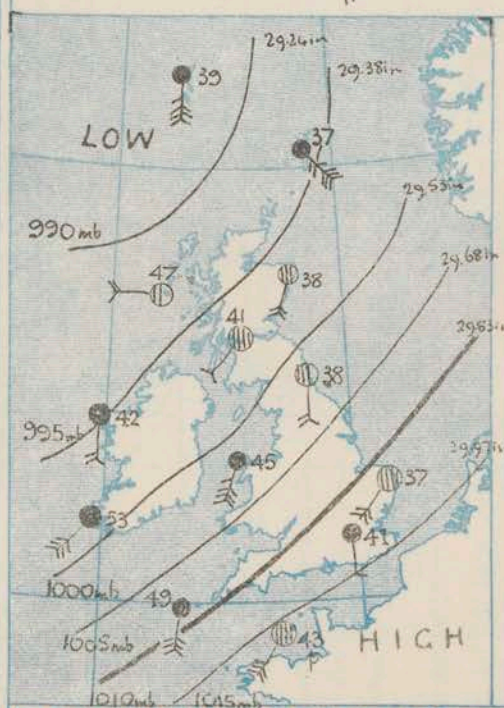 29.26in
29.38in
39
LOW
37
29.53in
990mb
47
38
29.68in
41
29.83in
38
42
995mb
45
29.97in
37
53
41
1000mb
49
43
HIGH
1005mb
1010mb
1015mb